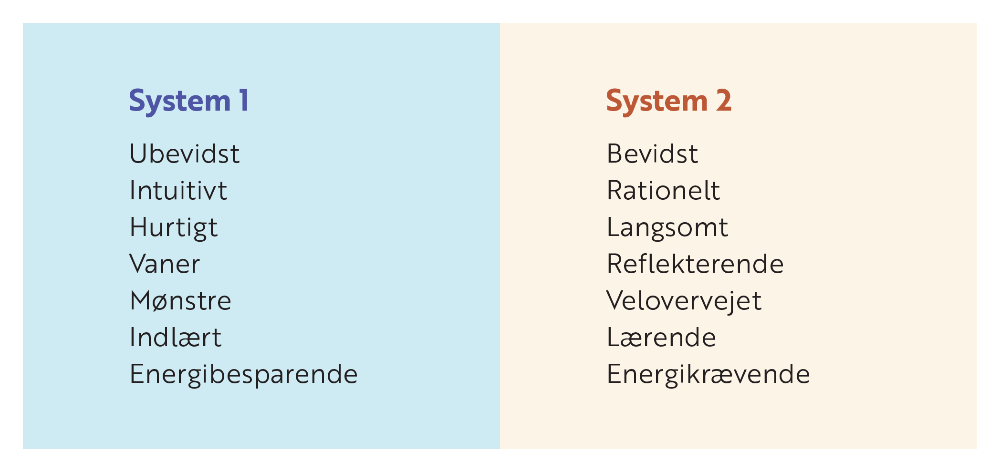 System 1
Ubevidst
Intuitivt
Hurtigt
Vaner
Mønstre
Indlært
Energibesparende
System 2
Bevidst
Rationelt
Langsomt
Reflekterende
Velovervejet
Lærende
Energikrævende